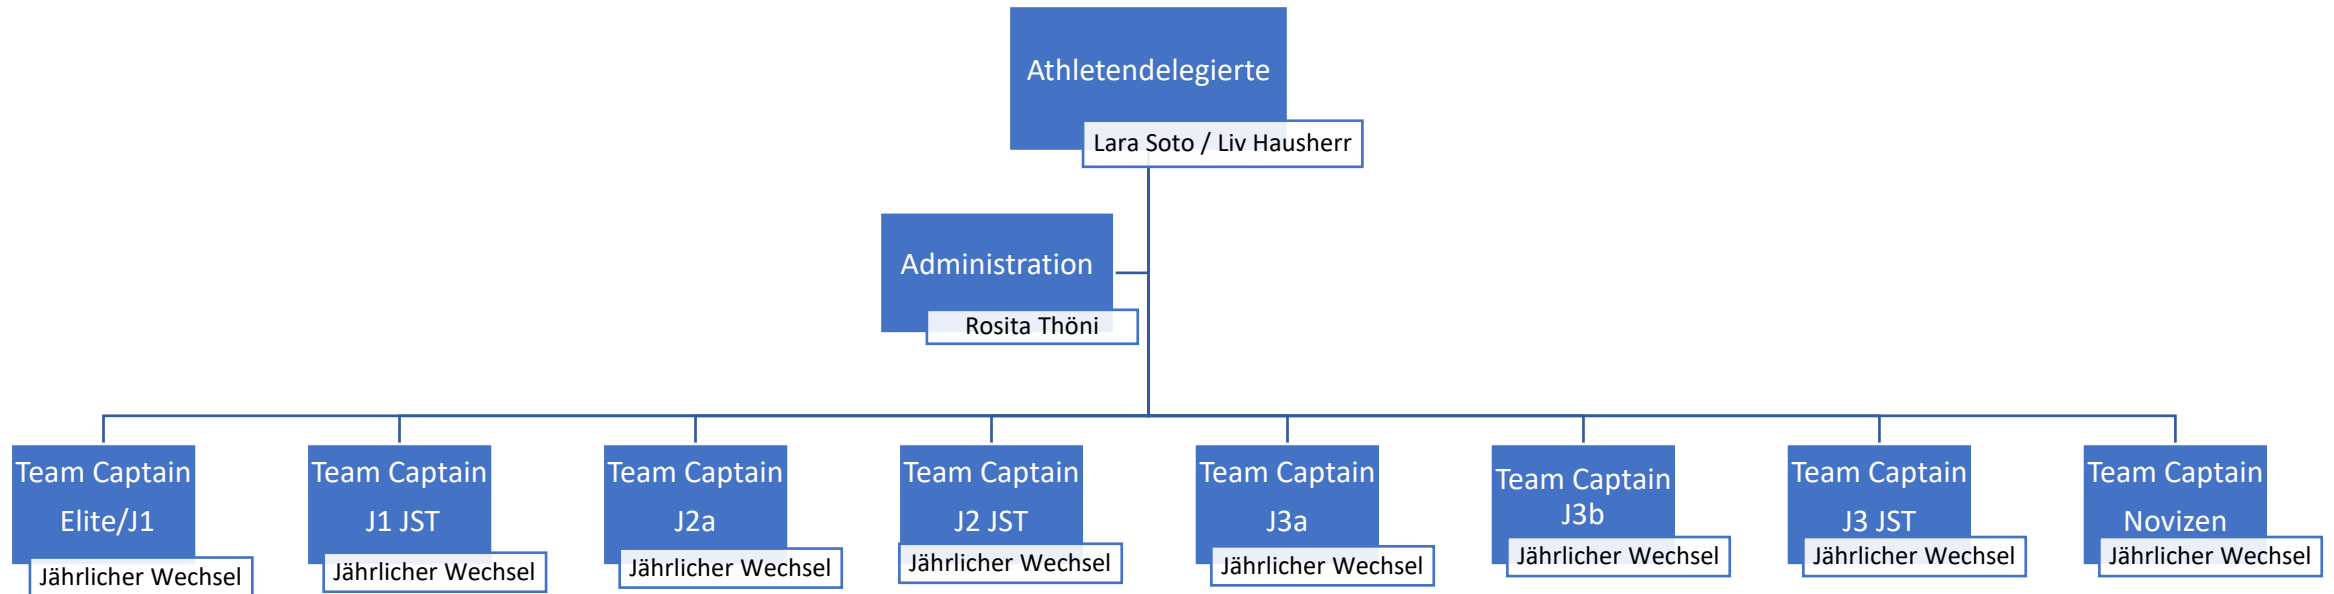 Athletendelegierte
Lara Soto / Liv Hausherr
Administration
Rosita Thöni
Team Captain
Elite/J1
Jährlicher Wechsel
Team Captain
J1 JST
Jährlicher Wechsel
Team Captain
J2a
Jährlicher Wechsel
Team Captain
J2 JST
Jährlicher Wechsel
Team Captain
J3a
Jährlicher Wechsel
Team Captain
J3b
Jährlicher Wechsel
Team Captain
J3 JST
Jährlicher Wechsel
Team Captain
Novizen
Jährlicher Wechsel